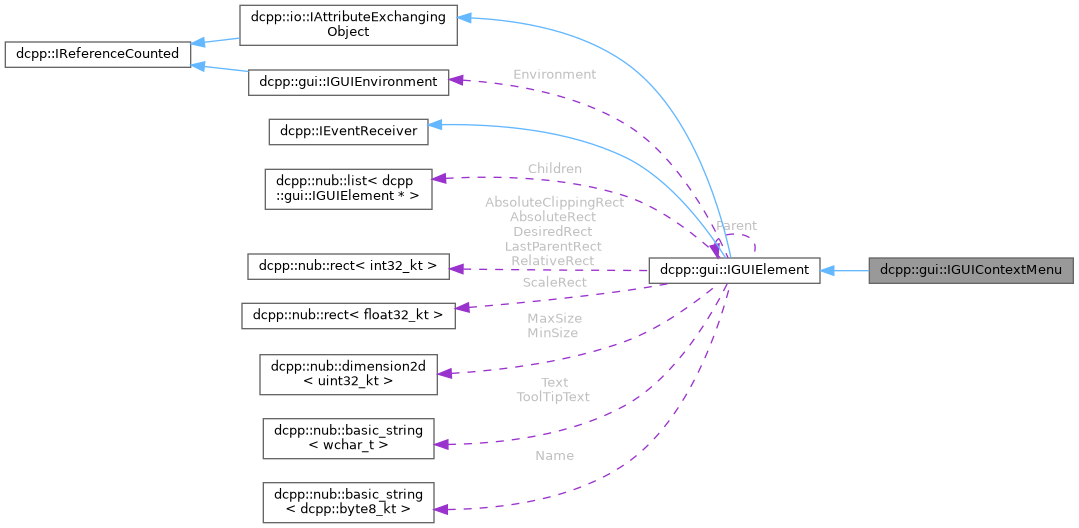 dcpp::io::IAttributeExchanging
Object
dcpp::IReferenceCounted
dcpp::gui::IGUIEnvironment
Environment
dcpp::IEventReceiver
Children
dcpp::nub::list< dcpp
::gui::IGUIElement * >
AbsoluteClippingRect
AbsoluteRect
DesiredRect
LastParentRect
RelativeRect
Parent
dcpp::nub::rect< int32_kt >
dcpp::gui::IGUIElement
dcpp::gui::IGUIContextMenu
ScaleRect
dcpp::nub::rect< float32_kt >
MaxSize
MinSize
dcpp::nub::dimension2d
< uint32_kt >
Text
ToolTipText
dcpp::nub::basic_string
< wchar_t >
Name
dcpp::nub::basic_string
< dcpp::byte8_kt >